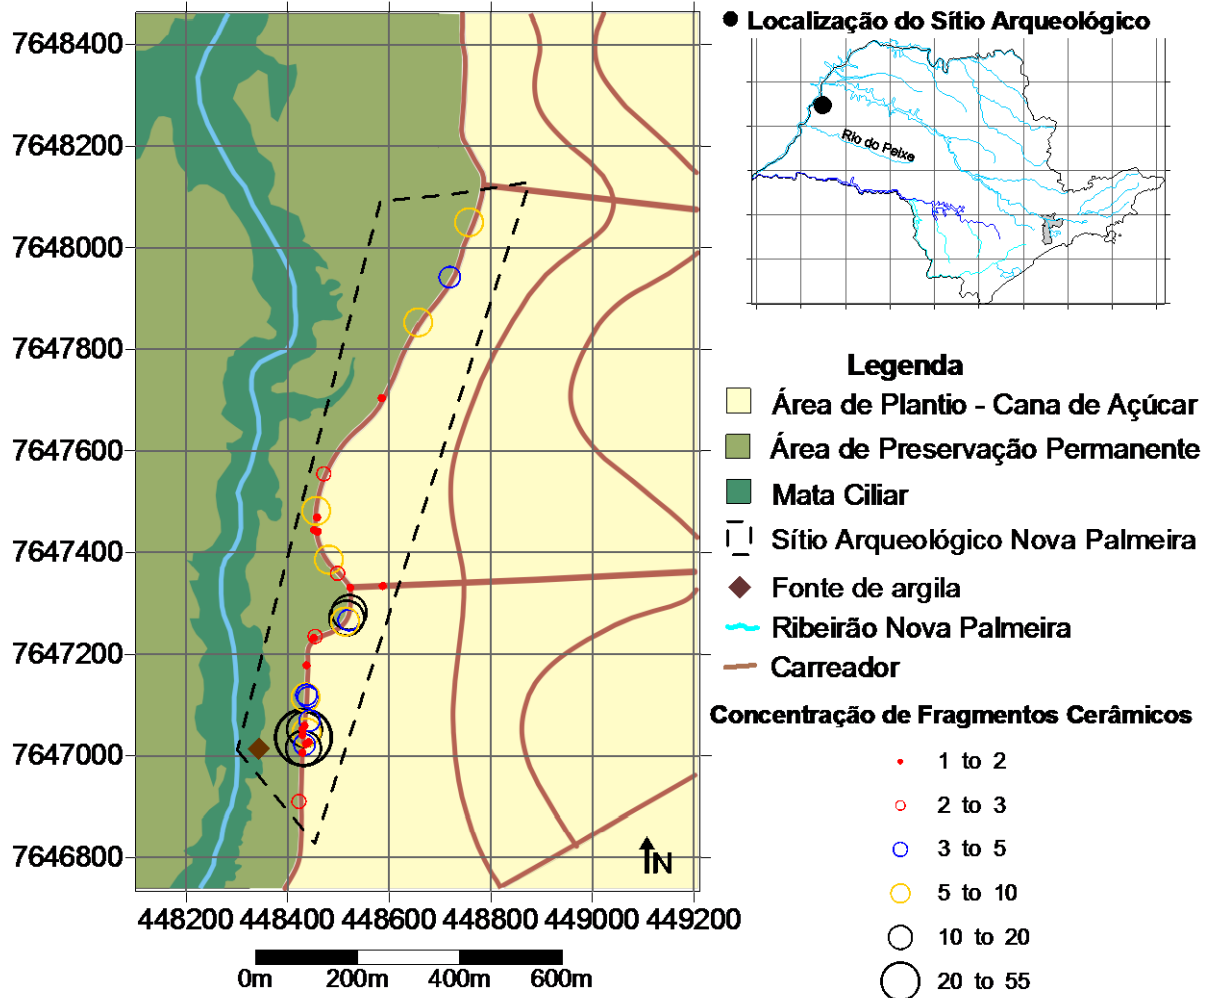 7648400
7648200
7648000
7647800
7647600
7647400
7647200
7647000
7646800
448200 448400 448600 448800 449000 449200
N
0m 200m 400m 600m
Localização do Sítio Arqueológico
Rio do Peixe
Legenda
Área de Plantio - Cana de Açúcar
Área de Preservação Permanente
Mata Ciliar
Sítio Arqueológico Nova Palmeira
Fonte de argila
Ribeirão Nova Palmeira
Carreador
Concentração de Fragmentos Cerâmicos
1 to 2
2 to 3
3 to 5
5 to 10
10 to 20
20 to 55